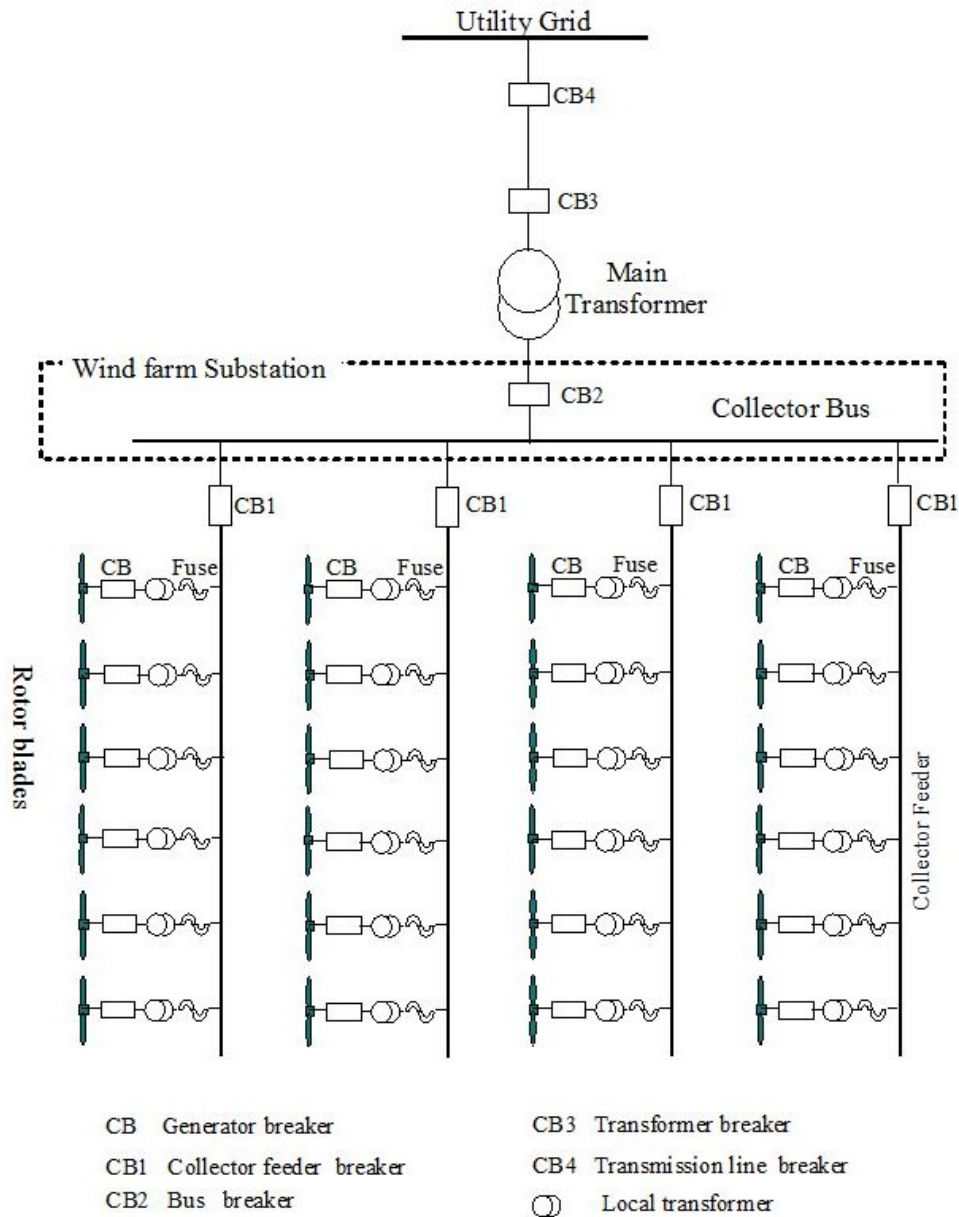 Utility Grid
CB4
CB3
Main
Transformer
Wind farm Substation
CB2
Collector Bus
CB1
CB1
CB1
CB1
CB
Fuse
CB
Fuse
CB
Fuse
CB
Fuse
Rotor blades
Collector Feeder
CB Generator breaker
CB1 Collector feeder breaker
CB2 Bus breaker
CB3 Transformer breaker
CB4 Transmission line breaker
Local transformer